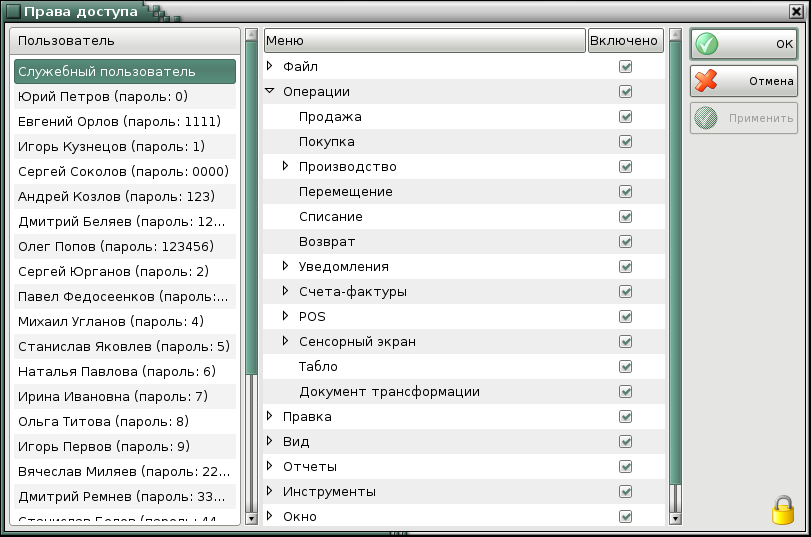 Права доступа
Пользователь
Служебный пользователь
Юрий Петров (пароль: 0)
Евгений Орлов (пароль: 1111)
Игорь Кузнецов (пароль: 1)
Сергей Соколов (пароль: 0000)
Андрей Козлов (пароль: 123)
Дмитрий Беляев (пароль: 12...
Олег Попов (пароль: 123456)
Сергей Юрганов (пароль: 2)
Павел Федосеенков (пароль:...
Михаил Угланов (пароль: 4)
Станислав Яковлев (пароль: 5)
Наталья Павлова (пароль: 6)
Ирина Ивановна (пароль: 7)
Ольга Титова (пароль: 8)
Игорь Первов (пароль: 9)
Вячеслав Миляев (пароль: 22...
Дмитрий Ремнев (пароль: 33...
Меню Включено
Файл
Операции
Продажа
Покупка
Производство
Перемещение
Списание
Возврат
Уведомления
Счета-фактуры
POS
Сенсорный экран
Табло
Документ трансформации
Правка
Вид
Отчеты
Инструменты
Окно
OK
Отмена
Применить